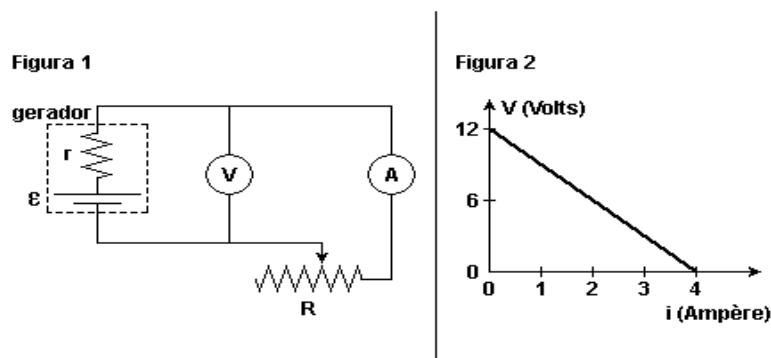 Figura 1
gerador
r
ε
V
A
R
Figura 2
V (Volts)
12
6
0
0 1 2 3 4
i (Ampère)